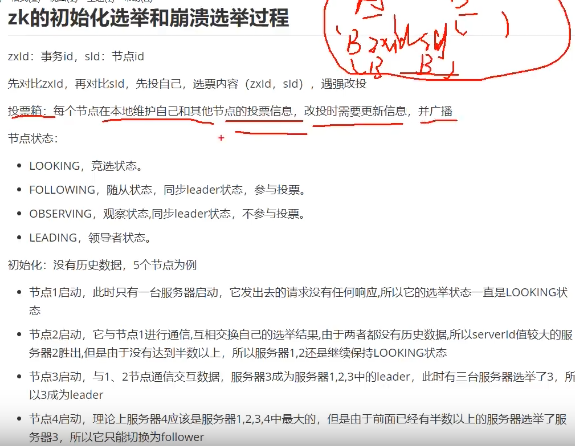 zk的初始化选举和崩溃选举过程
zxId：事务id，sId：节点id
先对比zxId，再对比sId，先投自己，选票内容（zxId，sId），遇强改投
投票箱：每个节点在本地维护自己和其他节点的投票信息，改投时需要更新信息，并广播
节点状态：
LOOKING，竞选状态。
FOLLOWING，随从状态，同步leader状态，参与投票。
OBSERVING，观察状态,同步leader状态，不参与投票。
LEADING，领导者状态。
初始化：没有历史数据，5个节点为例
节点1启动，此时只有一台服务器启动，它发出去的请求没有任何响应,所以它的选举状态一直是LOOKING状
态
节点2启动，它与节点1进行通信,互相交换自己的选举结果,由于两者都没有历史数据,所以serverId值较大的服
务器2胜出,但是由于没有达到半数以上，所以服务器1,2还是继续保持LOOKING状态
节点3启动，与1、2节点通信交互数据，服务器3成为服务器1,2,3中的leader，此时有三台服务器选举了3，所
以3成为leader
节点4启动，理论上服务器4应该是服务器1,2,3,4中最大的，但是由于前面已经有半数以上的服务器选举了服
务器3，所以它只能切换为follower